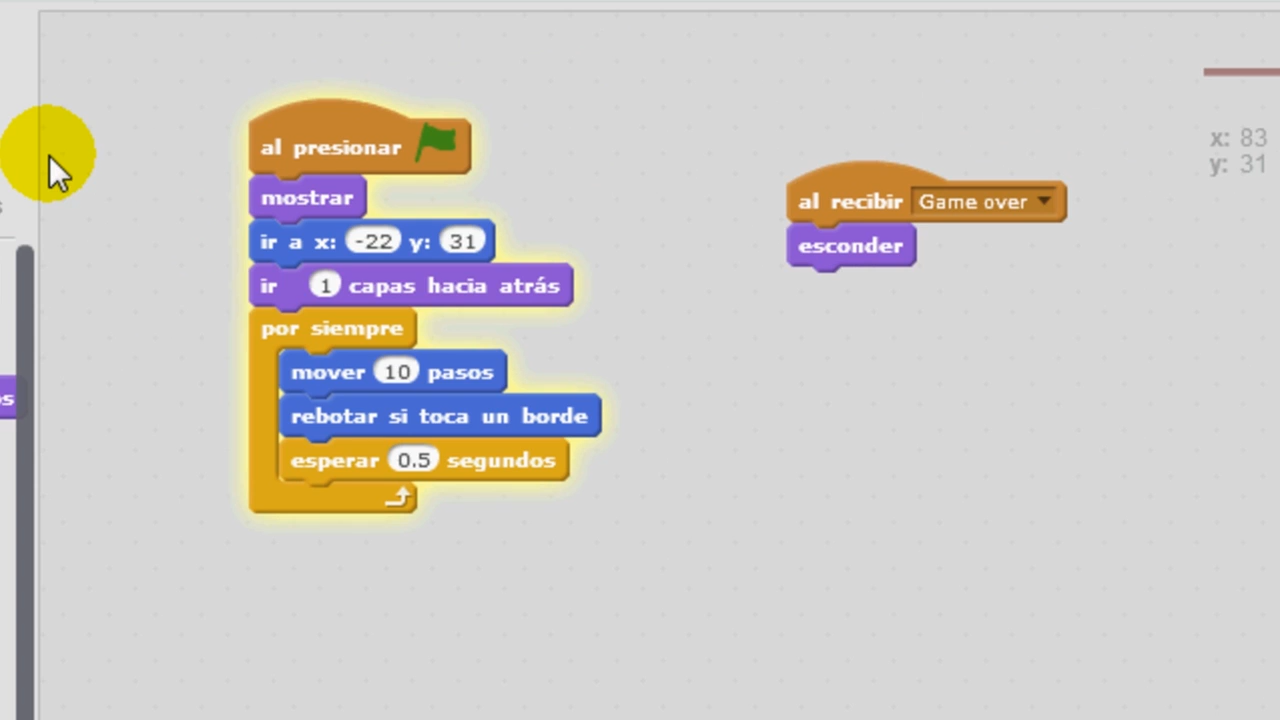 al presionar
mostrar
ir a x: -22 y: 31
ir 1 capas hacia atrás
por siempre
mover 10 pasos
rebotar si toca un borde
esperar 0.5 segundos
al recibir Game over
esconder
x: 83
y: 31
s
os